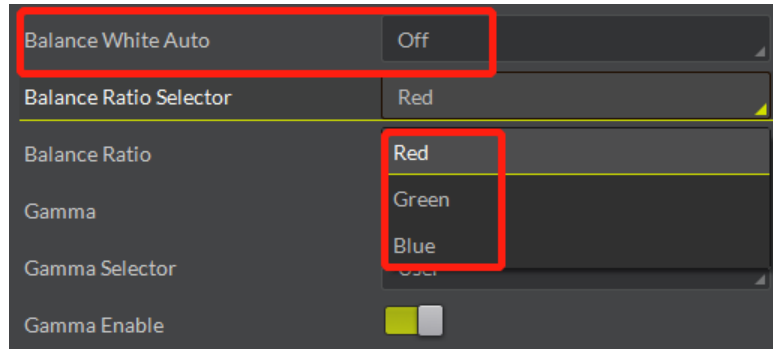 Balance White Auto Off
Balance Ratio Selector Red
Balance Ratio Red
Gamma Green
Blue
Gamma Selector
Gamma Enable